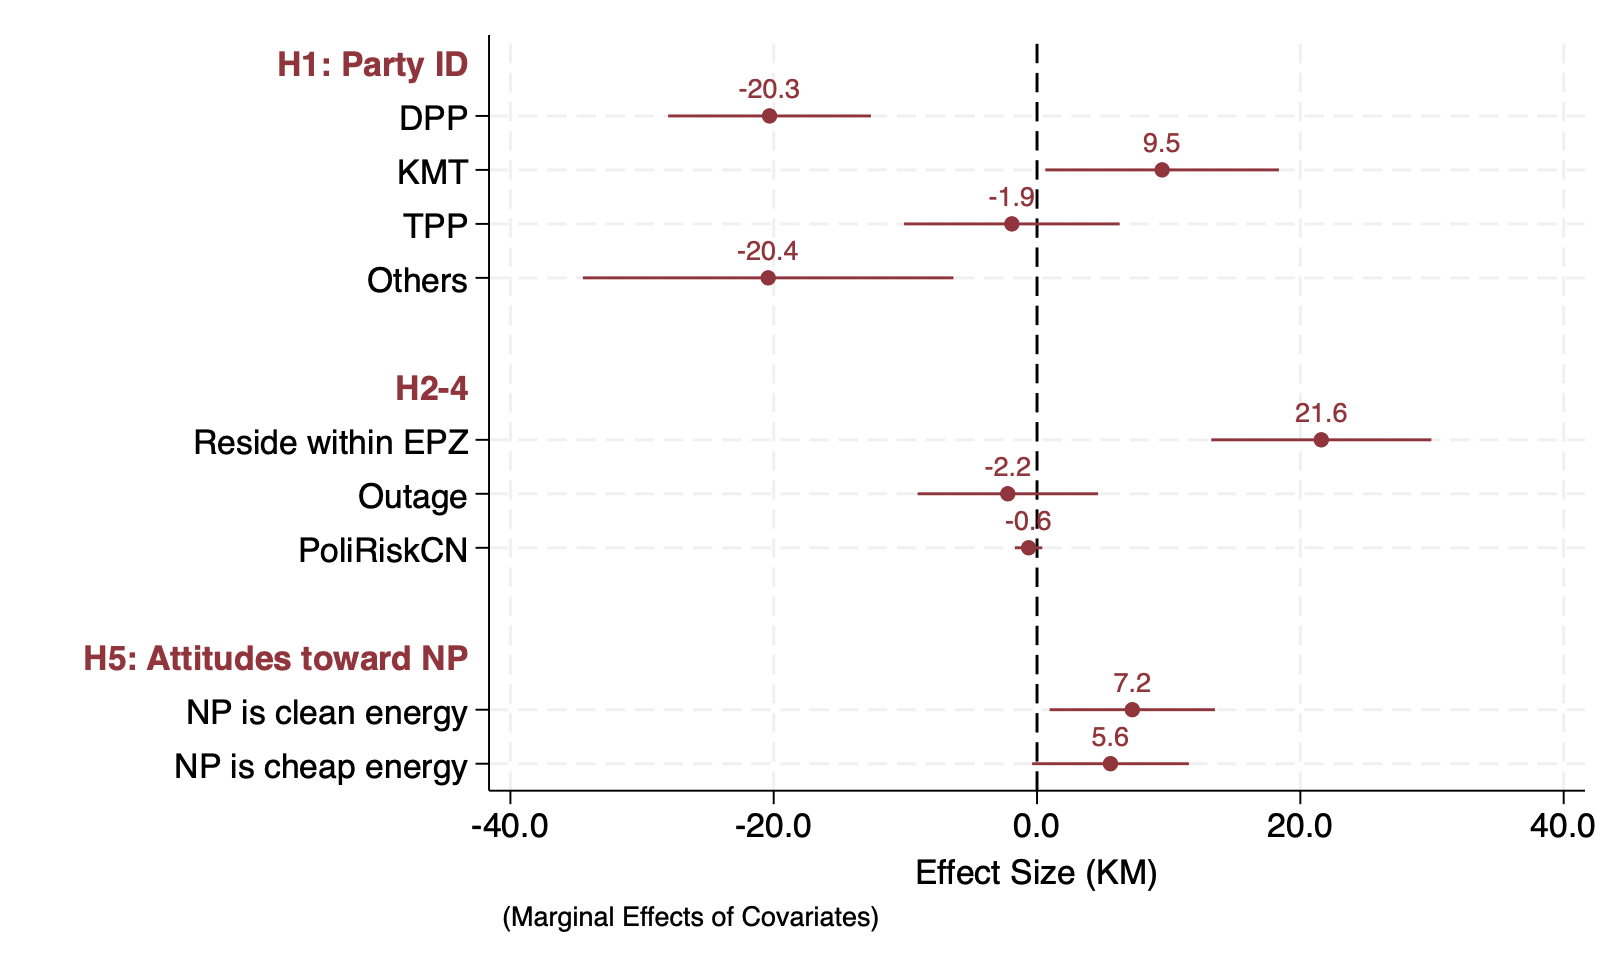 H1: Party ID
-20.3
DPP
9.5
KMT
-1.9
TPP
-20.4
Others
H2-4
21.6
Reside within EPZ
-2.2
Outage
-0.6
PoliRiskCN
H5: Attitudes toward NP
7.2
NP is clean energy
5.6
NP is cheap energy
-40.0 -20.0 0.0 20.0 40.0
Effect Size (KM)
(Marginal Effects of Covariates)